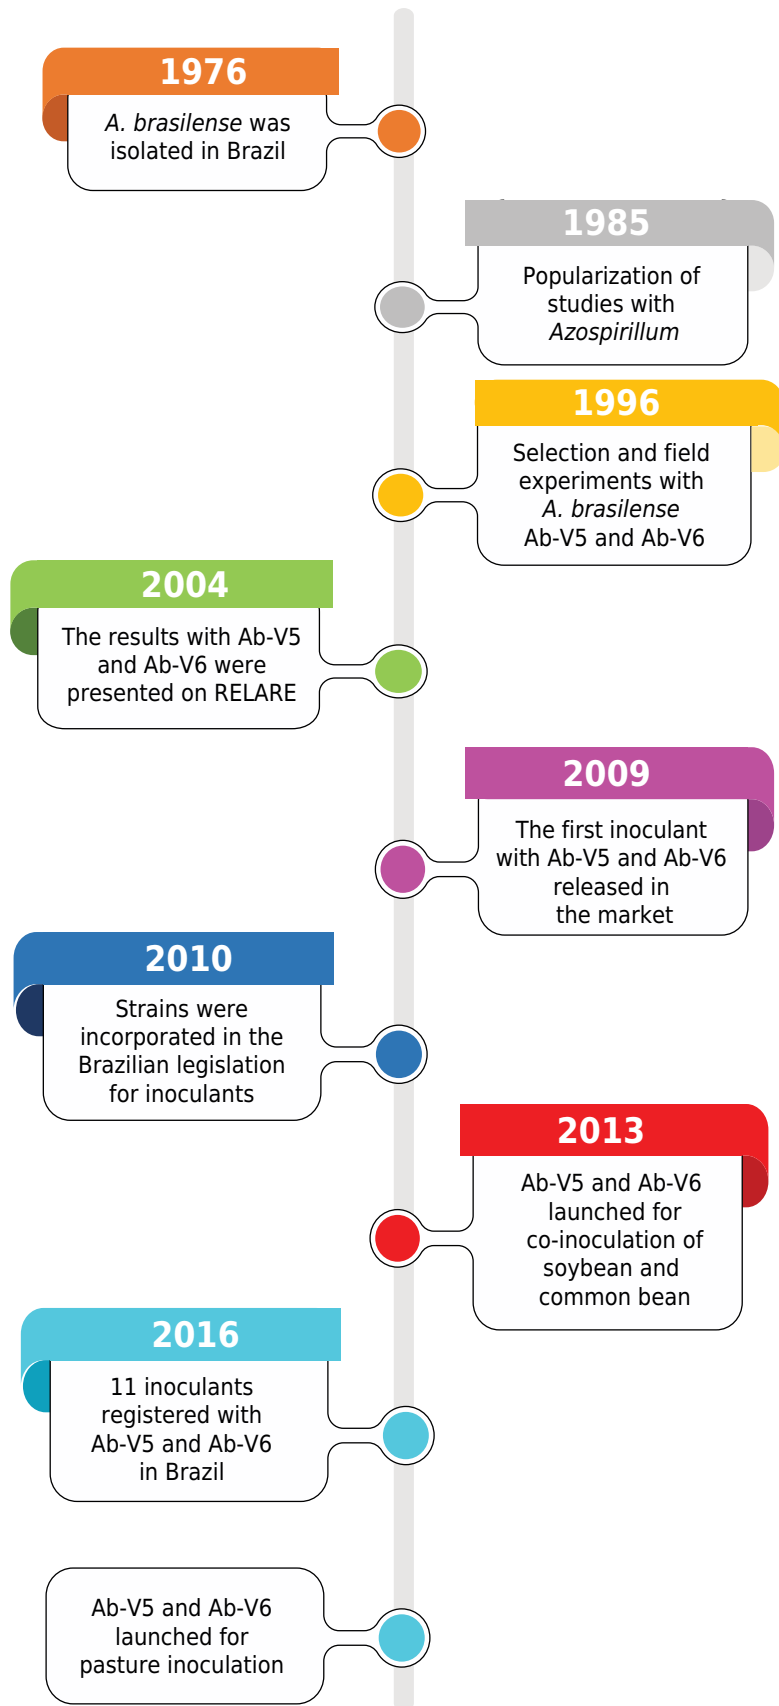 1976
A. brasilense was
isolated in Brazil
1985
Popularization of
studies with
Azospirillum
1996
Selection and field
experiments with
A. brasilense
Ab-V5 and Ab-V6
2004
The results with Ab-V5
and Ab-V6 were
presented on RELARE
2009
The first inoculant
with Ab-V5 and Ab-V6
released in
the market
2010
Strains were
incorporated in the
Brazilian legislation
for inoculants
2013
Ab-V5 and Ab-V6
launched for
co-inoculation of
soybean and
common bean
2016
11 inoculants
registered with
Ab-V5 and Ab-V6
in Brazil
Ab-V5 and Ab-V6
launched for
pasture inoculation